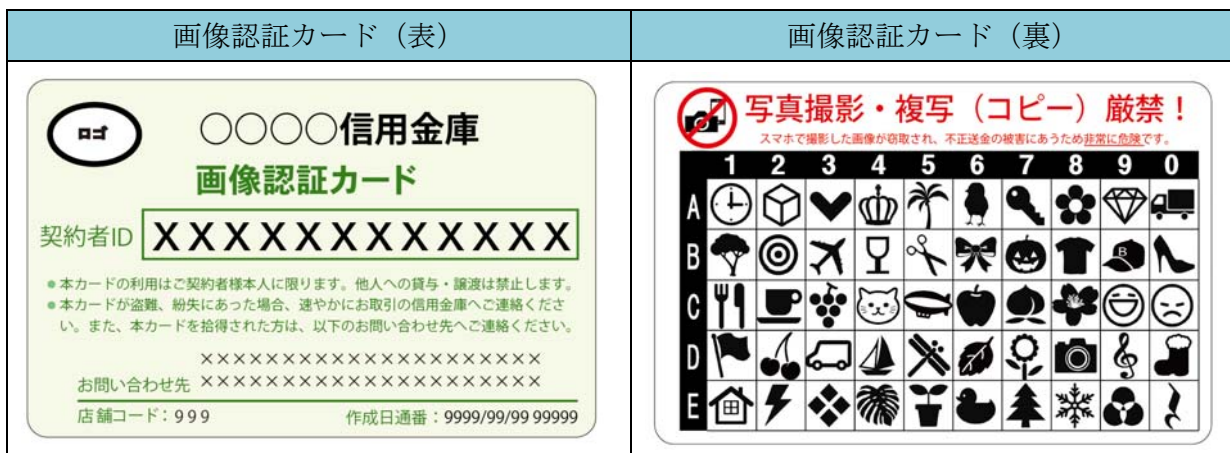 画像認証カード（表）
画像認証カード（裏）
ロゴ
○○○○信用金庫
画像認証カード
契約者ID XXXXXXXXXXXXX
●本カードの利用はご契約者様本人に限ります。他人への貸与・譲渡は禁止します。
●本カードが盗難、紛失にあった場合、速やかにお取引の信用金庫へご連絡くださ
い。また、本カードを拾得された方は、以下のお問い合わせ先へご連絡ください。
×××××××××××××××××××××
お問い合わせ先 ×××××××××××××××××××××
店舗コード：999 作成日通番：9999/99/99 99999
写真撮影・複写（コピー）厳禁！
スマホで撮影した画像が窃取され、不正送金の被害にあうため非常に危険です。
1 2 3 4 5 6 7 8 9 0
A
B
B
C
D
E